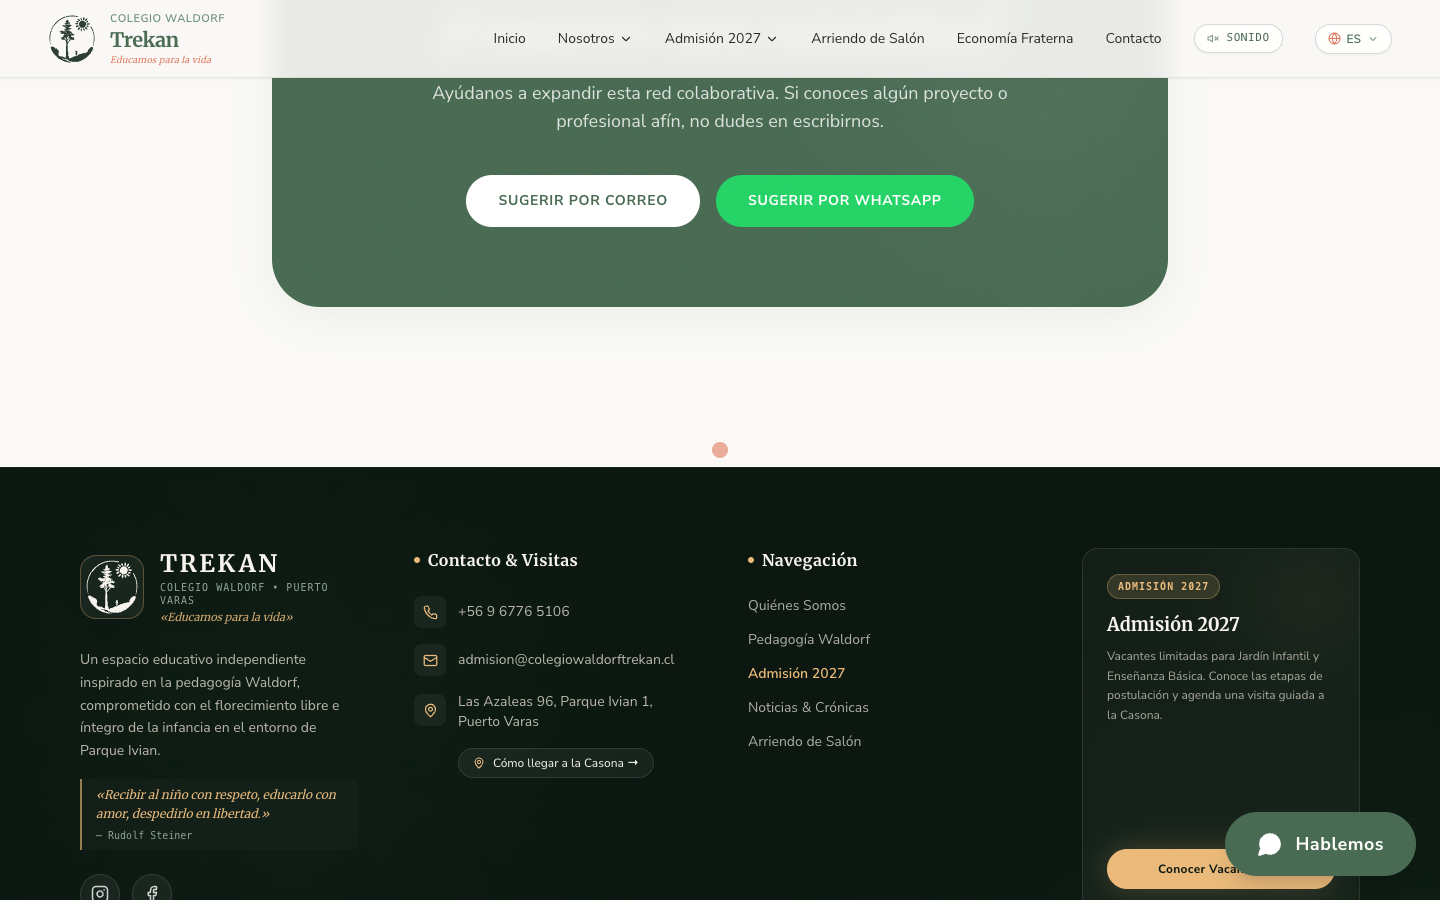 COLEGIO WALDORF
Trekan
Educamos para la vida
Inicio
Nosotros
Admisión 2027
Arriendo de Salón
Economía Fraterna
Contacto
SONIDO
ES
Ayúdanos a expandir esta red colaborativa. Si conoces algún proyecto o
profesional afín, no dudes en escribirnos.
SUGERIR POR CORREO
SUGERIR POR WHATSAPP
TREKAN
COLEGIO WALDORF • PUERTO
VARAS
«Educamos para la vida»
Un espacio educativo independiente
inspirado en la pedagogía Waldorf,
comprometido con el florecimiento libre e
íntegro de la infancia en el entorno de
Parque Ivian.
«Recibir al niño con respeto, educarlo con
amor, despedirlo en libertad.»
— Rudolf Steiner
Contacto & Visitas
+56 9 6776 5106
admision@colegiowaldorftrekan.cl
Las Azaleas 96, Parque Ivian 1,
Puerto Varas
Cómo llegar a la Casona →
Navegación
Quiénes Somos
Pedagogía Waldorf
Admisión 2027
Noticias & Crónicas
Arriendo de Salón
ADMISIÓN 2027
Admisión 2027
Vacantes limitadas para Jardín Infantil y
Enseñanza Básica. Conoce las etapas de
postulación y agenda una visita guiada a
la Casona.
Conocer
Hablemos